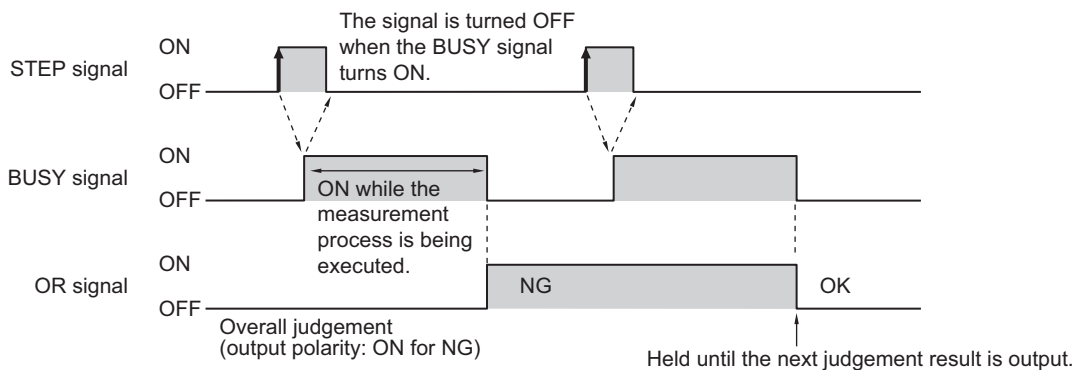 The signal is turned OFF
when the BUSY signal
turns ON.
ON
STEP signal
OFF
ON
BUSY signal
OFF
ON while the
measurement
process is being
executed.
ON
OR signal
OFF
NG
OK
Overall judgement
(output polarity: ON for NG)
Held until the next judgement result is output.